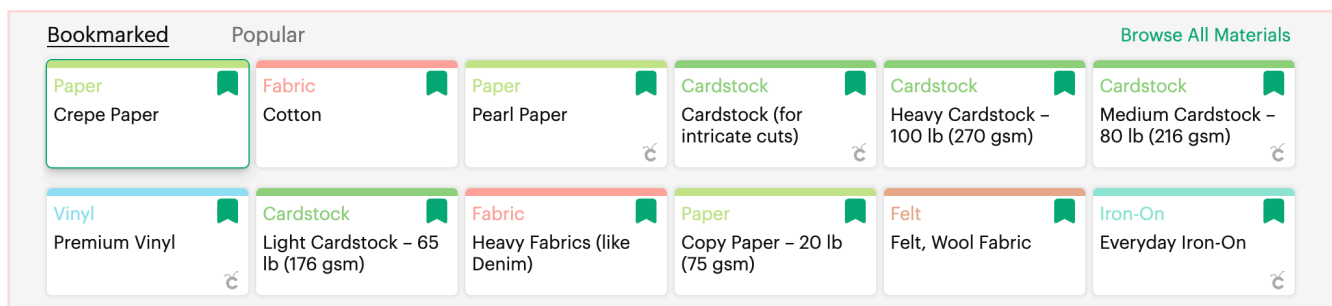 Bookmarked Popular Browse All Materials
Paper Fabric Paper Cardstock Cardstock Cardstock
Crepe Paper Cotton Pearl Paper Cardstock (for Heavy Cardstock – Medium Cardstock –
intricate cuts) 100 lb (270 gsm) 80 lb (216 gsm)
Vinyl Cardstock Fabric Paper Felt Iron-On
Premium Vinyl Light Cardstock – 65 Heavy Fabrics (like Copy Paper – 20 lb Felt, Wool Fabric Everyday Iron-On
lb (176 gsm) Denim) (75 gsm)